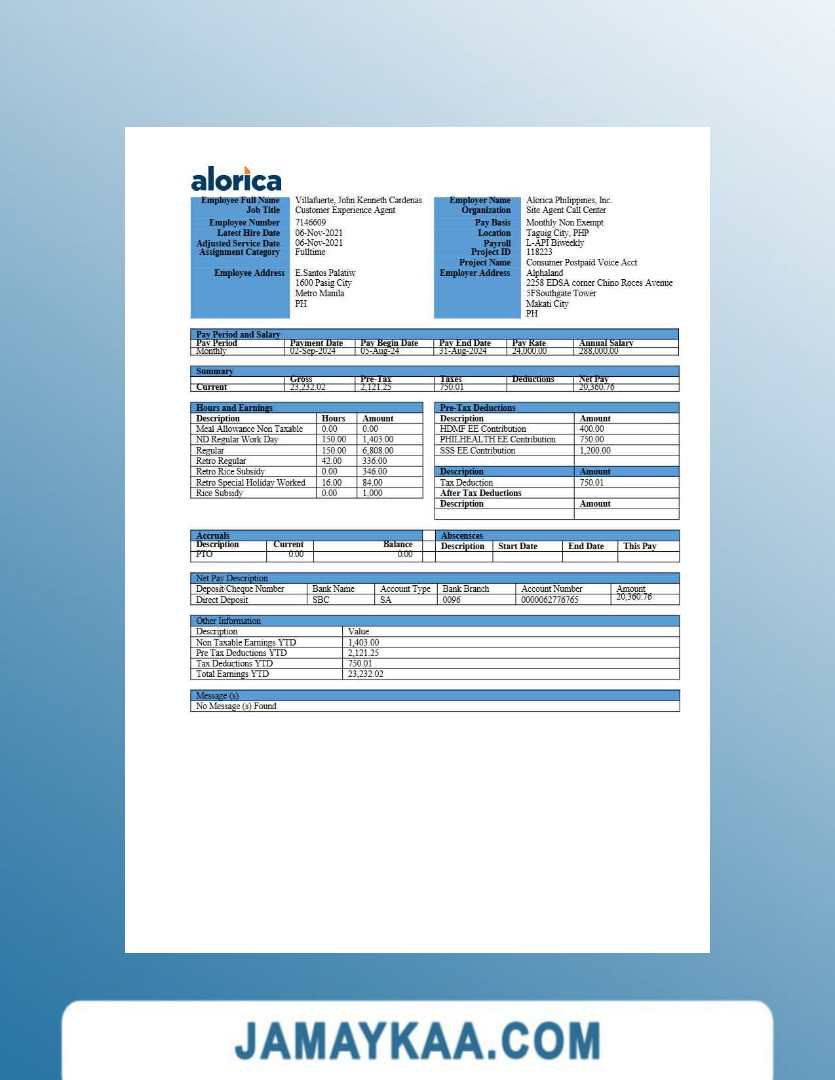 alorica
Employee Full Name Villafuerte, John Kenneth Cardenas Employer Name Alorica Philippines, Inc.
Job Title Customer Experience Agent Organization Site Agent Call Center
Employee Number 7146609 Pay Basis Monthly Non Exempt
Latest Hire Date 06-Nov-2021 Location Taguig City, PHP
Adjusted Service Date 06-Nov-2021 Payroll L-API Biweekly
Assignment Category Fulltime Project ID 118223
Project Name Consumer Postpaid Voice Acct
Employee Address E.Santos Palatiw Employer Address Alphaland
1600 Pasig City 2258 EDSA corner Chino Roces Avenue
Metro Manila 5FSouthgate Tower
PH Makati City
PH
Pay Period and Salary
Pay Period Payment Date Pay Begin Date Pay End Date Pay Rate Annual Salary
Monthly 02-Sep-2024 05-Aug-24 31-Aug-2024 24,000.00 288,000.00
Summary
Gross Pre-Tax Taxes Deductions Net Pay
Current 23,232.02 2,121.25 750.01 20,360.76
Hours and Earnings Pre-Tax Deductions
Description Hours Amount Description Amount
Meal Allowance Non Taxable 0.00 0.00 HDMF EE Contribution 400.00
ND Regular Work Day 150.00 1,403.00 PHILHEALTH EE Contribution 750.00
Regular 150.00 6,808.00 SSS EE Contribution 1,200.00
Retro Regular 42.00 336.00
Retro Rice Subsidy 0.00 346.00 Description Amount
Retro Special Holiday Worked 16.00 84.00 Tax Deduction 750.01
Rice Subsidy 0.00 1,000 After Tax Deductions
Description Amount
Accruals Abscensces
Description Current Balance Description Start Date End Date This Pay
PTO 0.00 0.00
Net Pay Description
Deposit/Cheque Number Bank Name Account Type Bank Branch Account Number Amount
Direct Deposit SBC SA 0096 0000062776765 20,360.76
Other Information
Description Value
Non Taxable Earnings YTD 1,403.00
Pre Tax Deductions YTD 2,121.25
Tax Deductions YTD 750.01
Total Earnings YTD 23,232.02
Message (s)
No Message (s) Found
JAMAYKAA.COM